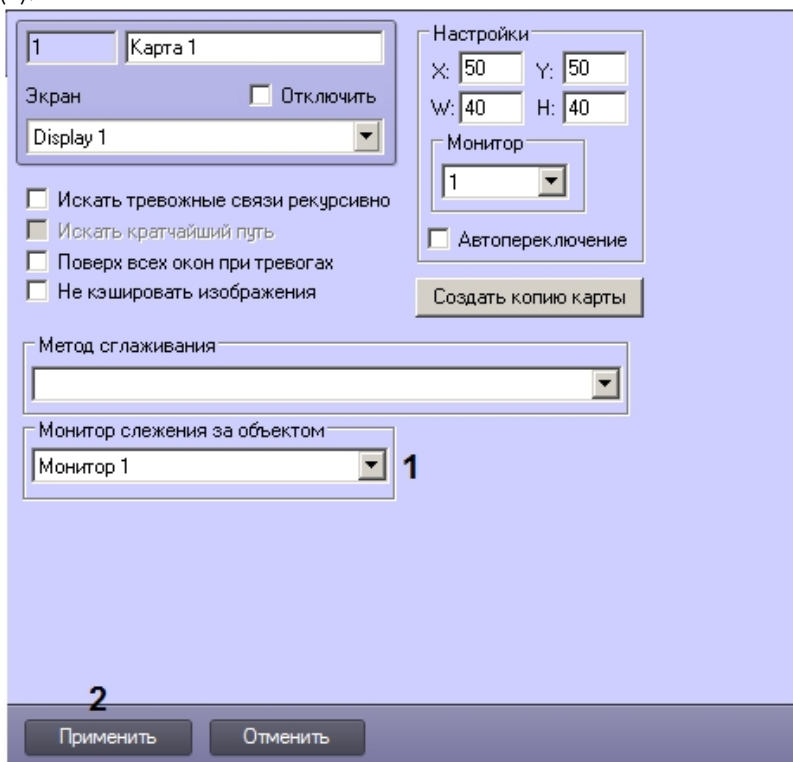 1 Карта 1
Экран Отключить
Display 1
Настройки
X: 50 Y: 50
W: 40 H: 40
Монитор
1
Автопереключение
Искать тревожные связи рекурсивно
Искать кратчайший путь
Поверх всех окон при тревогах
Не кэшировать изображения
Создать копию карты
Метод сглаживания
Монитор слежения за объектом
Монитор 1 1
2
Применить Отменить